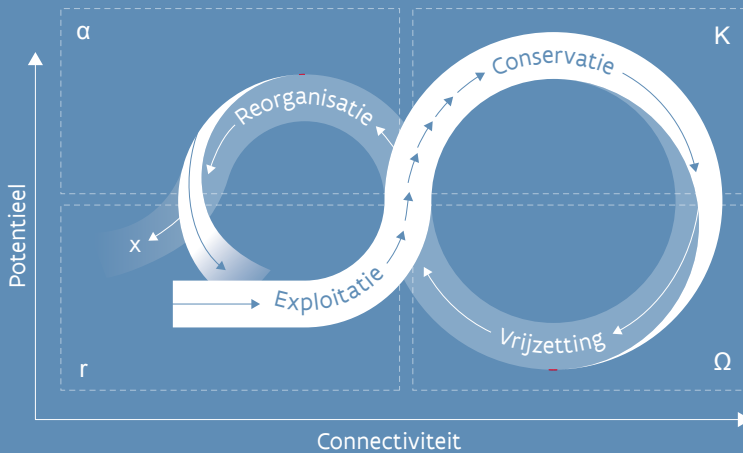 α
K
Conservatie
Reorganisatie
Potentieel
x
Exploitatie
Vrijzetting
r
Ω
Connectiviteit